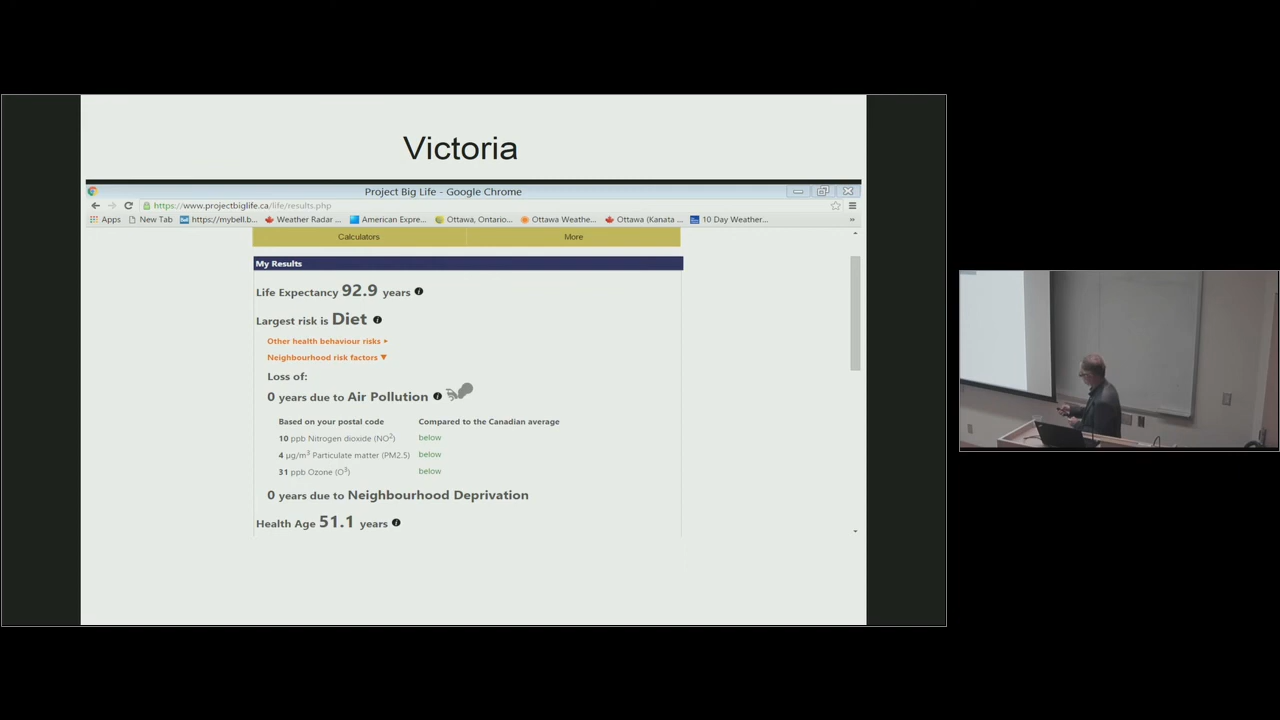 Victoria
Project Big Life - Google Chrome
https://www.projectbiglife.ca/life/results.php
Apps New Tab https://mybell.b... Weather Radar ... American Expre... Ottawa, Ontario... Ottawa Weathe... Ottawa (Kanata ... 10 Day Weather... »
Calculators More
My Results
Life Expectancy 92.9 years
Largest risk is Diet
Other health behaviour risks
Neighbourhood risk factors
Loss of:
0 years due to Air Pollution
Based on your postal code Compared to the Canadian average
10 ppb Nitrogen dioxide (NO²) below
4 µg/m³ Particulate matter (PM2.5) below
31 ppb Ozone (O³) below
0 years due to Neighbourhood Deprivation
Health Age 51.1 years